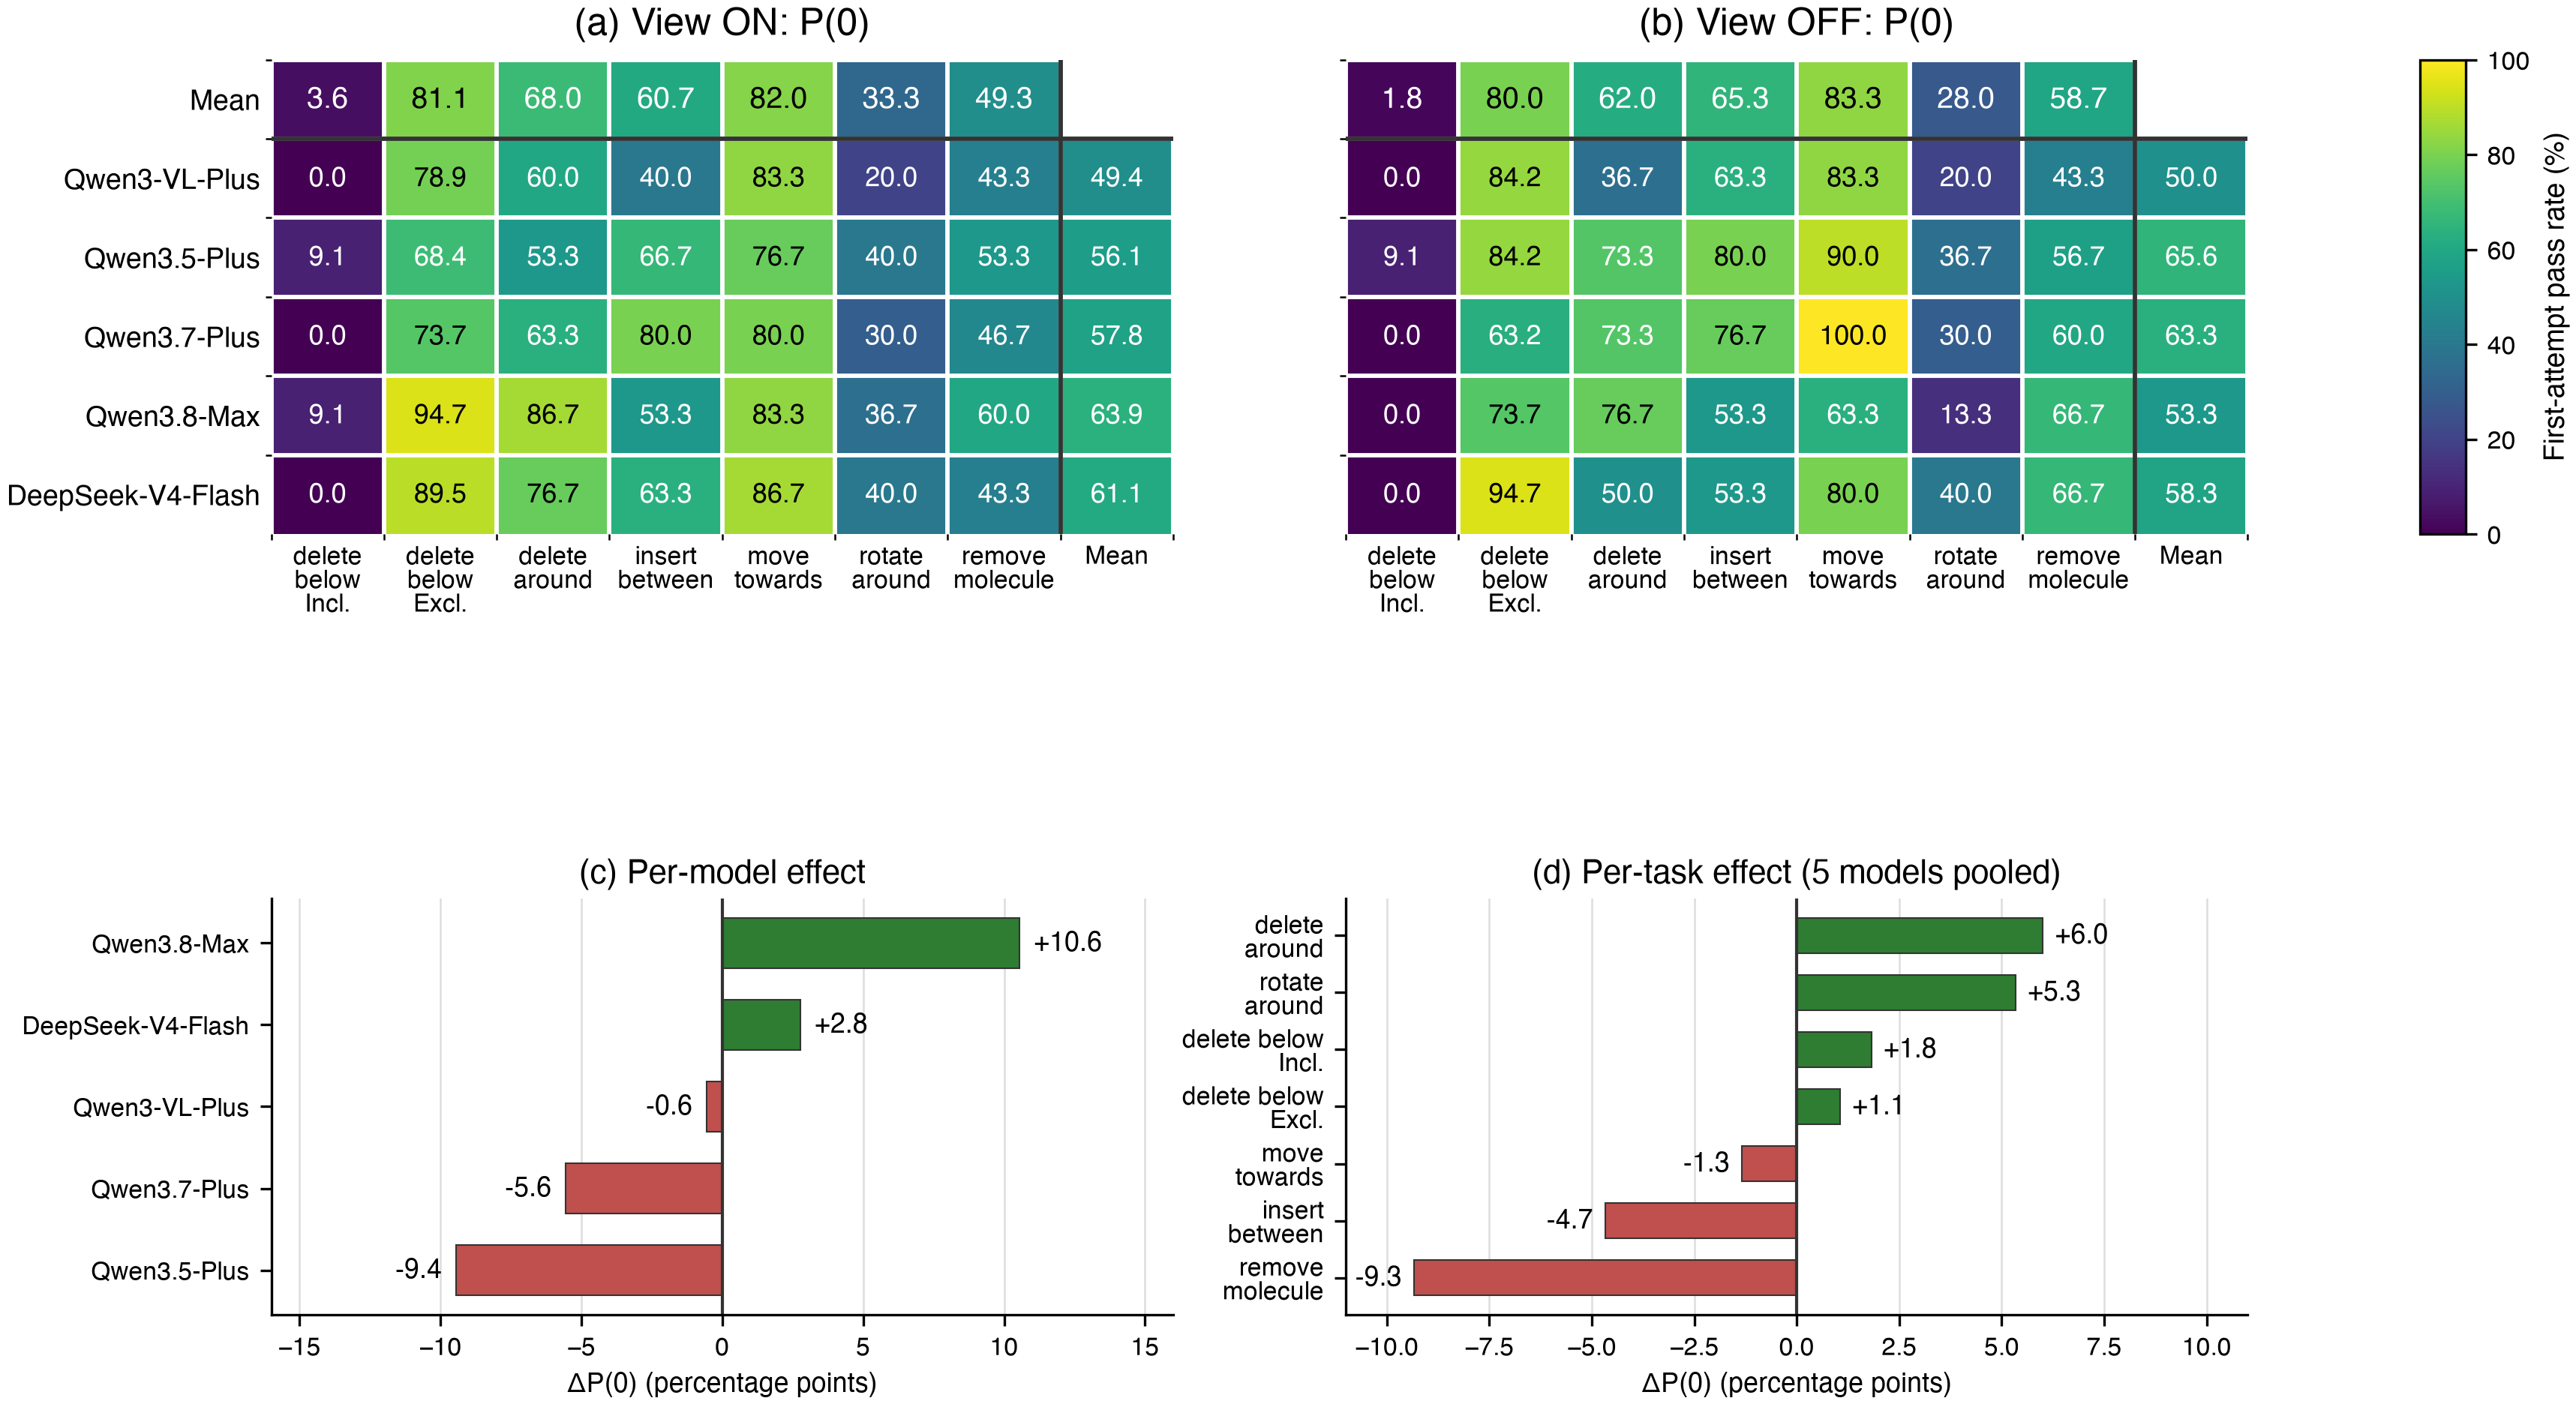 (a) View ON: P(0)
Mean 3.6 81.1 68.0 60.7 82.0 33.3 49.3
Qwen3-VL-Plus 0.0 78.9 60.0 40.0 83.3 20.0 43.3 49.4
Qwen3.5-Plus 9.1 68.4 53.3 66.7 76.7 40.0 53.3 56.1
Qwen3.7-Plus 0.0 73.7 63.3 80.0 80.0 30.0 46.7 57.8
Qwen3.8-Max 9.1 94.7 86.7 53.3 83.3 36.7 60.0 63.9
DeepSeek-V4-Flash 0.0 89.5 76.7 63.3 86.7 40.0 43.3 61.1
delete delete delete insert move rotate remove Mean
below below around between towards around molecule
Incl. Excl.
(b) View OFF: P(0)
1.8 80.0 62.0 65.3 83.3 28.0 58.7
0.0 84.2 36.7 63.3 83.3 20.0 43.3 50.0
9.1 84.2 73.3 80.0 90.0 36.7 56.7 65.6
0.0 63.2 73.3 76.7 100.0 30.0 60.0 63.3
0.0 73.7 76.7 53.3 63.3 13.3 66.7 53.3
0.0 94.7 50.0 53.3 80.0 40.0 66.7 58.3
delete delete delete insert move rotate remove Mean
below below around between towards around molecule
Incl. Excl.
100
80
60
40
20
0
First-attempt pass rate (%)
(c) Per-model effect
Qwen3.8-Max +10.6
DeepSeek-V4-Flash +2.8
Qwen3-VL-Plus -0.6
Qwen3.7-Plus -5.6
Qwen3.5-Plus -9.4
−15 −10 −5 0 5 10 15
ΔP(0) (percentage points)
(d) Per-task effect (5 models pooled)
delete
around +6.0
rotate
around +5.3
delete below
Incl. +1.8
delete below
Excl. +1.1
move
towards -1.3
insert
between -4.7
remove
molecule -9.3
−10.0 −7.5 −5.0 −2.5 0.0 2.5 5.0 7.5 10.0
ΔP(0) (percentage points)